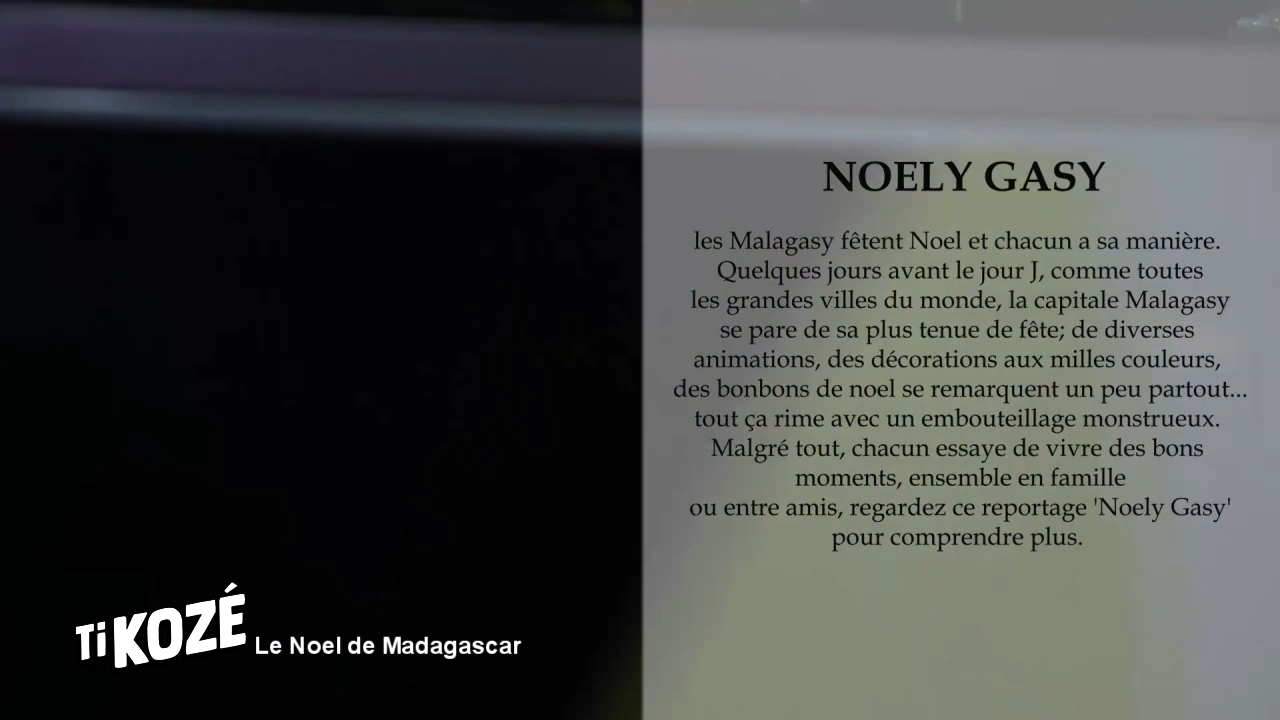 NOELY GASY
les Malagasy fêtent Noel et chacun a sa manière.
Quelques jours avant le jour J, comme toutes
les grandes villes du monde, la capitale Malagasy
se pare de sa plus tenue de fête; de diverses
animations, des décorations aux milles couleurs,
des bonbons de noel se remarquent un peu partout...
tout ça rime avec un embouteillage monstrueux.
Malgré tout, chacun essaye de vivre des bons
moments, ensemble en famille
ou entre amis, regardez ce reportage 'Noely Gasy'
pour comprendre plus.
Ti KOZÉ
Le Noel de Madagascar